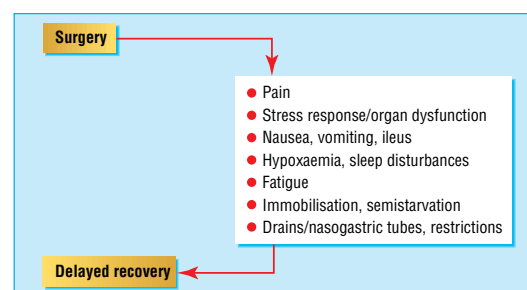 Surgery
● Pain
● Stress response/organ dysfunction
● Nausea, vomiting, ileus
● Hypoxaemia, sleep disturbances
● Fatigue
● Immobilisation, semistarvation
● Drains/nasogastric tubes, restrictions
Delayed recovery